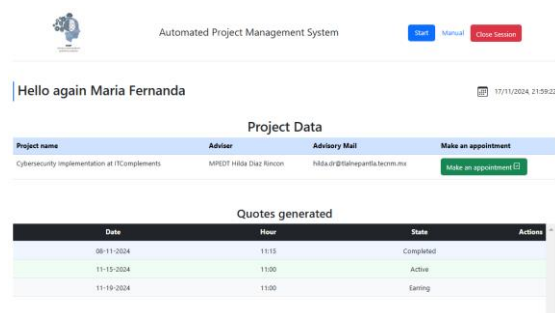 Automated Project Management System
Start Manual Close Session
Hello again Maria Fernanda
17/11/2024, 21:59:22
Project Data
Project name Adviser Advisory Mail Make an appointment
Cybersecurity Implementation at ITComplements MPEDT Hilda Diaz Rincon hilda.dr@tlalnepantla.tecnm.mx Make an appointment
Quotes generated
Date Hour State Actions
08-11-2024 11:15 Completed
11-15-2024 11:00 Active
11-19-2024 11:00 Earring